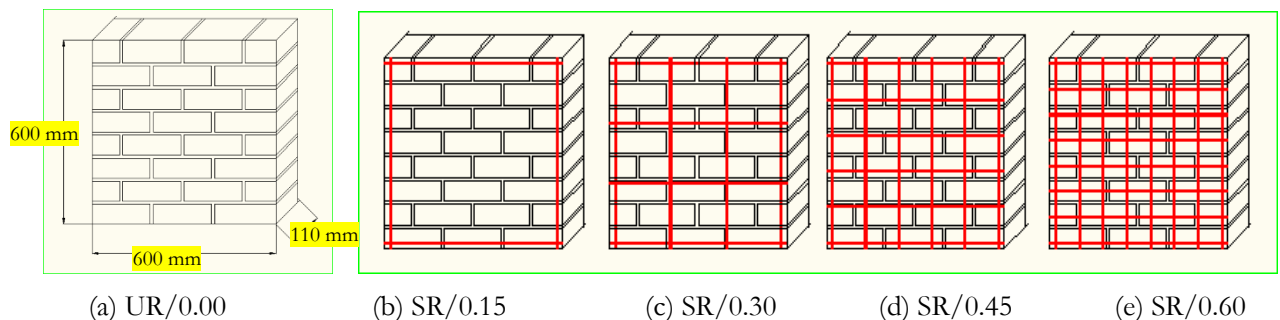 600 mm
110 mm
600 mm
(a) UR/0.00
(b) SR/0.15
(c) SR/0.30
(d) SR/0.45
(e) SR/0.60